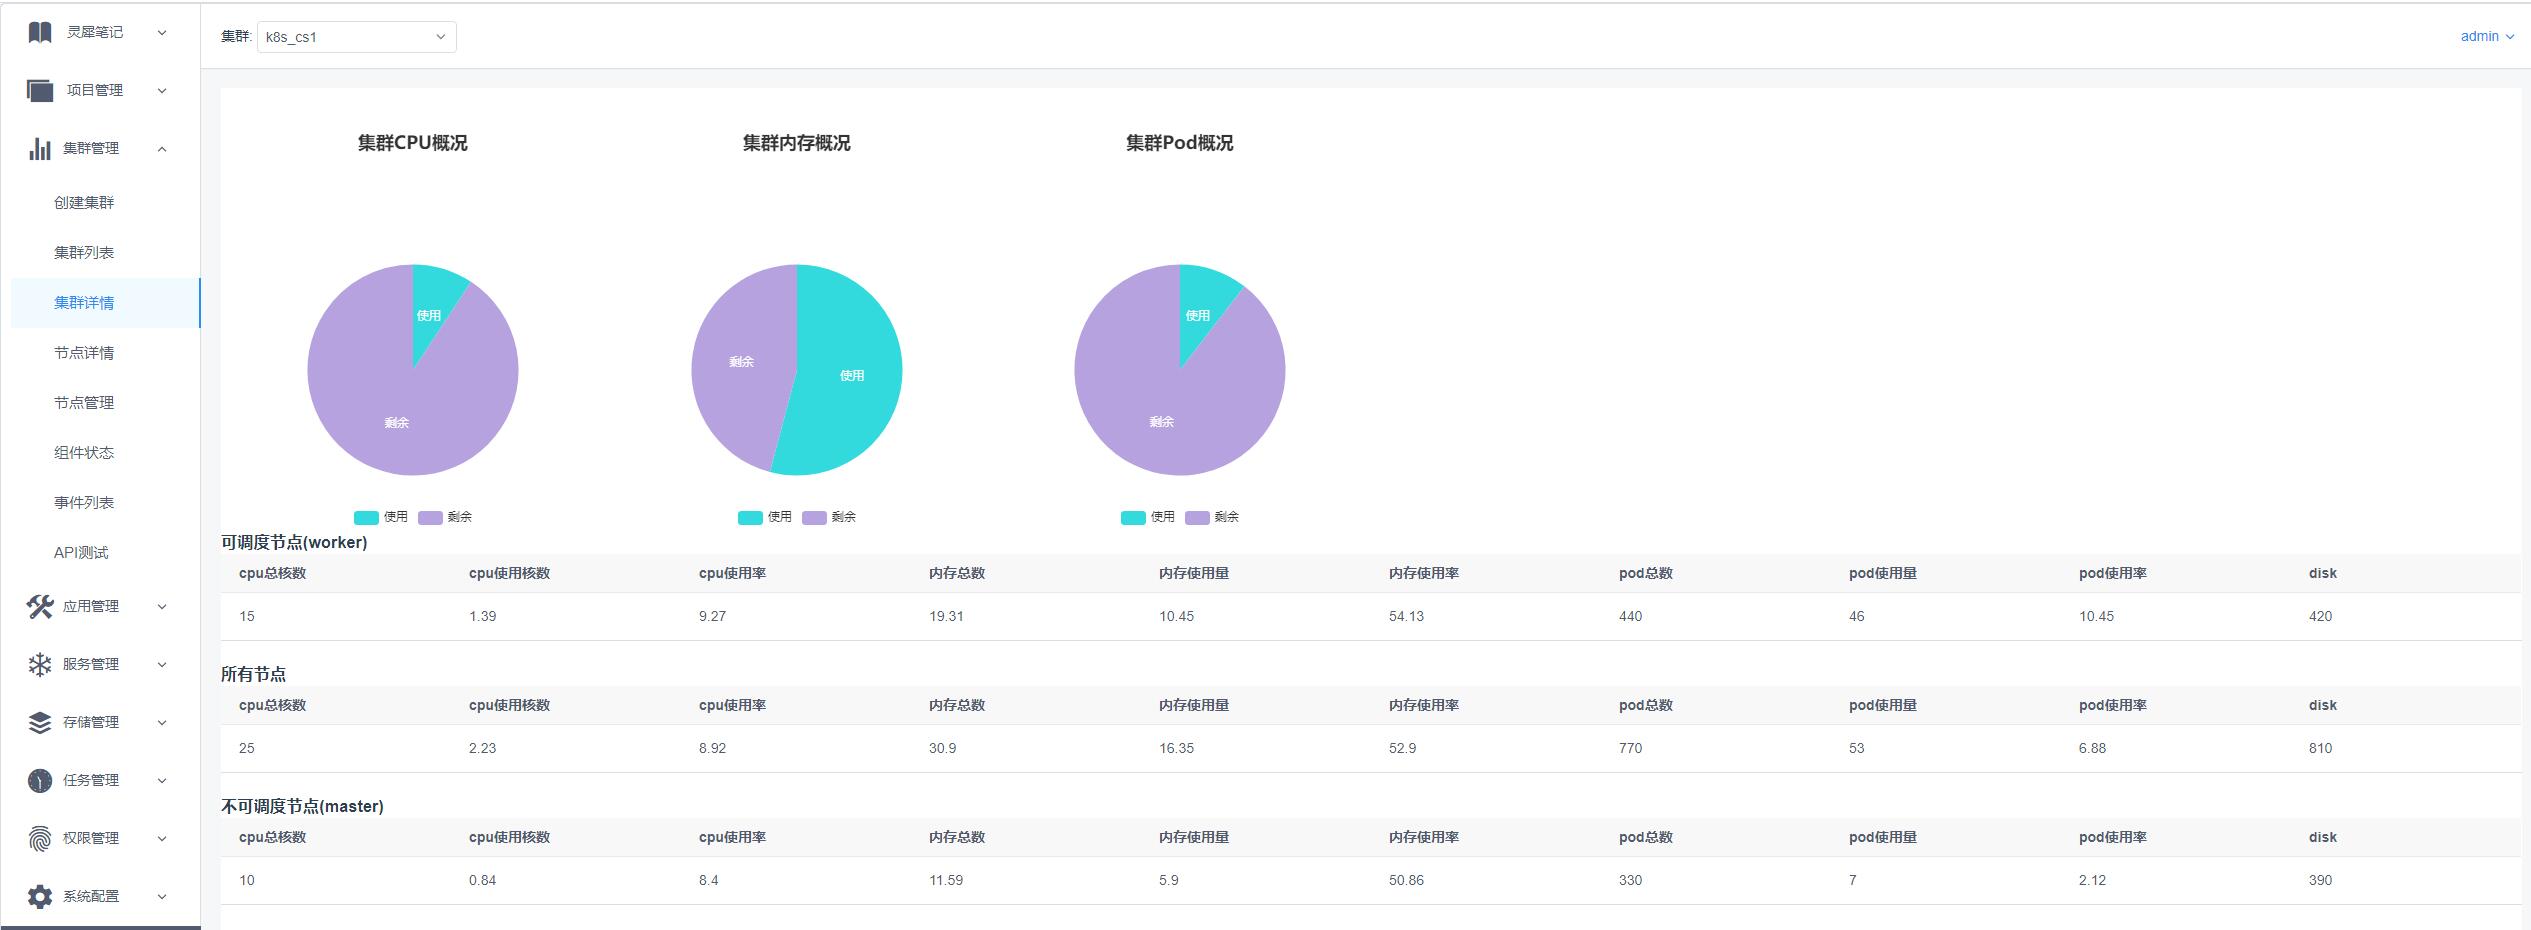 灵犀笔记
项目管理
集群管理
创建集群
集群列表
集群详情
节点详情
节点管理
组件状态
事件列表
API测试
应用管理
服务管理
存储管理
任务管理
权限管理
系统配置
集群: k8s_cs1
admin
集群CPU概况 集群内存概况 集群Pod概况
使用 使用
剩余 使用
剩余 剩余
使用 剩余 使用 剩余 使用 剩余
可调度节点(worker)
cpu总核数 cpu使用核数 cpu使用率 内存总数 内存使用量 内存使用率 pod总数 pod使用量 pod使用率 disk
15 1.39 9.27 19.31 10.45 54.13 440 46 10.45 420
所有节点
cpu总核数 cpu使用核数 cpu使用率 内存总数 内存使用量 内存使用率 pod总数 pod使用量 pod使用率 disk
25 2.23 8.92 30.9 16.35 52.9 770 53 6.88 810
不可调度节点(master)
cpu总核数 cpu使用核数 cpu使用率 内存总数 内存使用量 内存使用率 pod总数 pod使用量 pod使用率 disk
10 0.84 8.4 11.59 5.9 50.86 330 7 2.12 390